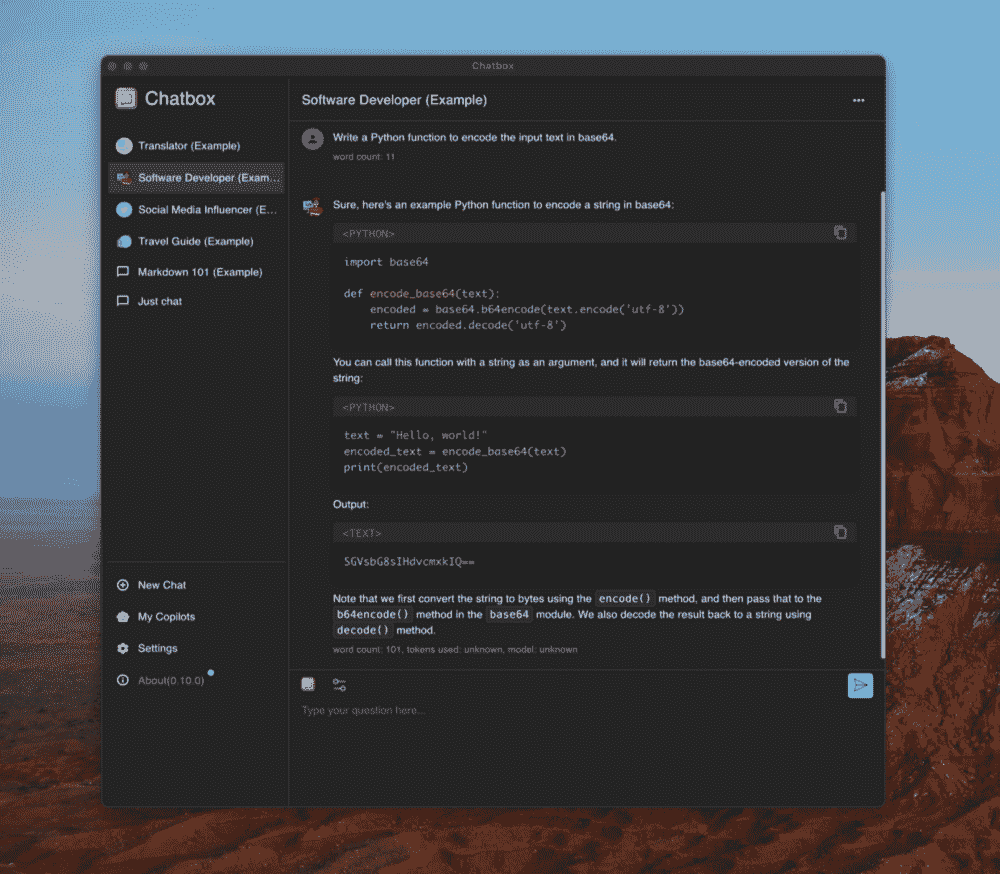 Chatbox
Chatbox
Translator (Example)
Software Developer (Exam...
Social Media Influencer (E...
Travel Guide (Example)
Markdown 101 (Example)
Just chat
New Chat
My Copilots
Settings
About(0.10.0)
Software Developer (Example)
Write a Python function to encode the input text in base64.
word count: 11
Sure, here's an example Python function to encode a string in base64:
<PYTHON>
import base64
def encode_base64(text):
    encoded = base64.b64encode(text.encode('utf-8'))
    return encoded.decode('utf-8')
You can call this function with a string as an argument, and it will return the base64-encoded version of the
string:
<PYTHON>
text = "Hello, world!"
encoded_text = encode_base64(text)
print(encoded_text)
Output:
<TEXT>
SGVsbG8sIHdvcmxkIQ==
Note that we first convert the string to bytes using the encode() method, and then pass that to the
b64encode() method in the base64 module. We also decode the result back to a string using
decode() method.
word count: 101, tokens used: unknown, model: unknown
Type your question here...